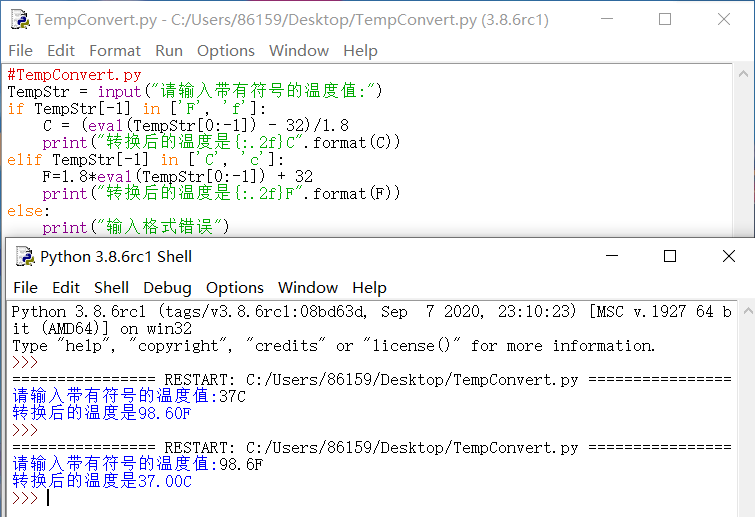 TempConvert.py - C:/Users/86159/Desktop/TempConvert.py (3.8.6rc1)
File Edit Format Run Options Window Help
#TempConvert.py
TempStr = input("请输入带有符号的温度值:")
if TempStr[-1] in ['F', 'f']:
    C = (eval(TempStr[0:-1]) - 32)/1.8
    print("转换后的温度是{:.2f}C".format(C))
elif TempStr[-1] in ['C', 'c']:
    F=1.8*eval(TempStr[0:-1]) + 32
    print("转换后的温度是{:.2f}F".format(F))
else:
    print("输入格式错误")
Python 3.8.6rc1 Shell
File Edit Shell Debug Options Window Help
Python 3.8.6rc1 (tags/v3.8.6rc1:08bd63d, Sep  7 2020, 23:10:23) [MSC v.1927 64 b
it (AMD64)] on win32
Type "help", "copyright", "credits" or "license()" for more information.
>>>
=============== RESTART: C:/Users/86159/Desktop/TempConvert.py ===============
请输入带有符号的温度值:37C
转换后的温度是98.60F
>>>
=============== RESTART: C:/Users/86159/Desktop/TempConvert.py ===============
请输入带有符号的温度值:98.6F
转换后的温度是37.00C
>>>